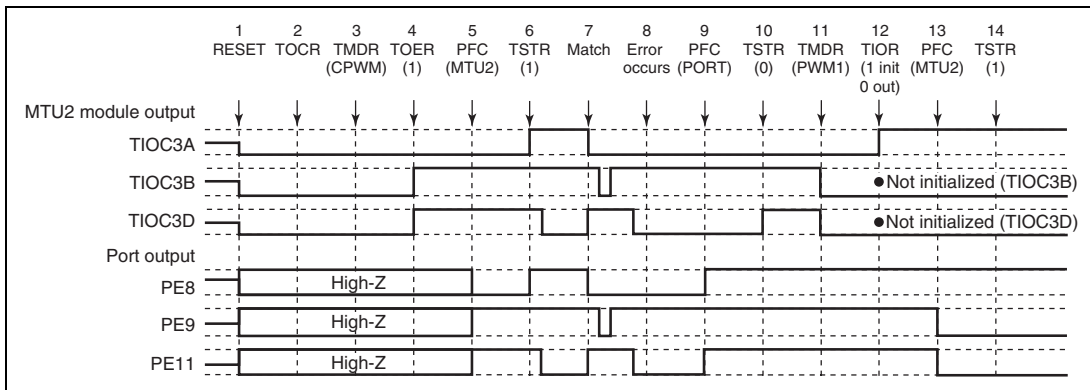 1 2 3 4 5 6 7 8 9 10 11 12 13 14
RESET TOCR TMDR TOER PFC TSTR Match Error PFC TSTR TMDR TIOR PFC TSTR
(CPWM) (1) (MTU2) (1) occurs (PORT) (0) (PWM1) (1 init (MTU2) (1)
0 out)
MTU2 module output
TIOC3A
TIOC3B ●Not initialized (TIOC3B)
TIOC3D ●Not initialized (TIOC3D)
Port output
PE8 High-Z
PE9 High-Z
PE11 High-Z